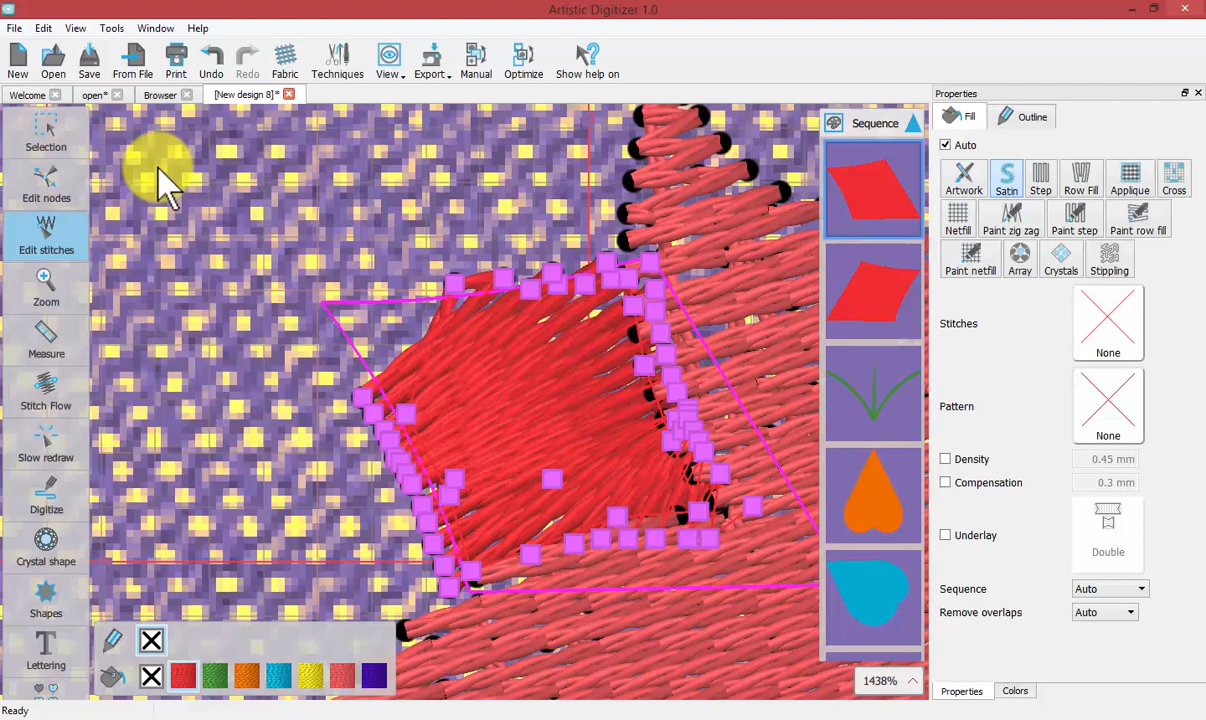 Artistic Digitizer 1.0
File Edit View Tools Window Help
New Open Save From File Print Undo Redo Fabric Techniques View Export Manual Optimize Show help on
Welcome open* Browser [New design 8]*
Selection
Edit nodes
Edit stitches
Zoom
Measure
Stitch Flow
Slow redraw
Digitize
Crystal shape
Shapes
Lettering
Sequence
1438%
Properties
Fill Outline
Auto
Artwork Satin Step Row Fill Applique Cross
Netfill Paint zig zag Paint step Paint row fill
Paint netfill Array Crystals Stippling
Stitches None
Pattern None
Density 0.45 mm
Compensation 0.3 mm
Underlay Double
Sequence Auto
Remove overlaps Auto
Properties Colors
Ready